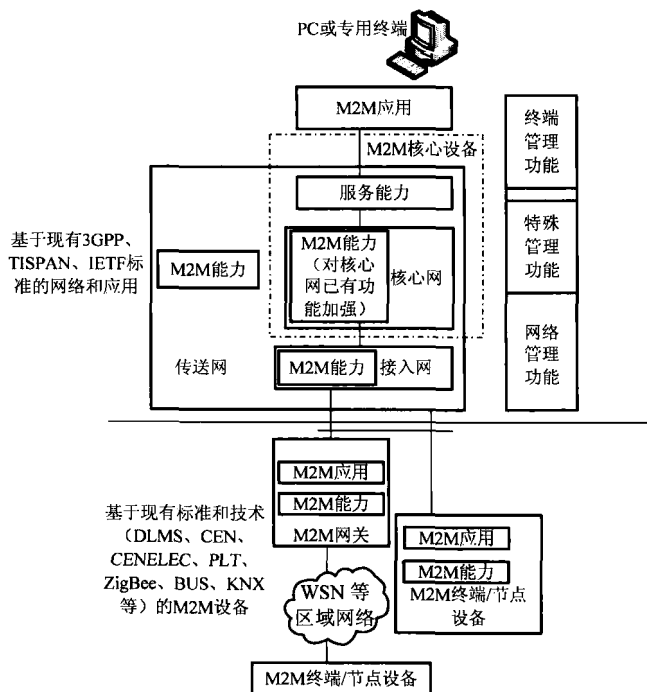 PC或专用终端
M2M应用
M2M核心设备
服务能力
M2M能力
（对核心
网已有功
能加强）
核心网
M2M能力
传送网
M2M能力
接入网
基于现有3GPP、
TISPAN、IETF标
准的网络和应用
终端
管理
功能
特殊
管理
功能
网络
管理
功能
M2M应用
M2M能力
M2M网关
基于现有标准和技术
（DLMS、CEN、
CENELEC、PLT、
ZigBee、BUS、KNX
等）的M2M设备
WSN 等
区域网络
M2M应用
M2M能力
M2M终端/节点
设备
M2M终端/节点设备